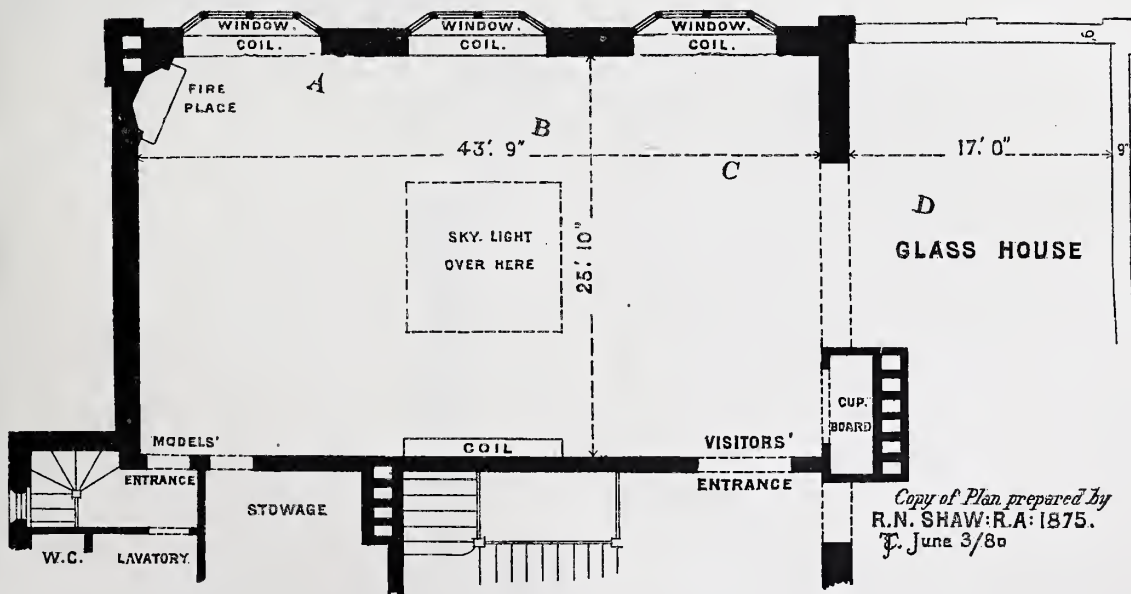 WINDOW.
COIL.
WINDOW.
COIL.
WINDOW.
COIL.
9"
FIRE
PLACE
A
B
43'. 9"
C
17.' 0"
9"
D
GLASS HOUSE
SKY. LIGHT
OVER HERE
25.' 10"
CUP.
BOARD
MODELS'
ENTRANCE
COIL
VISITORS'
ENTRANCE
STOWAGE
W.C.
LAVATORY.
Copy of Plan prepared by
R.N. SHAW: R.A: 1875.
June 3/80